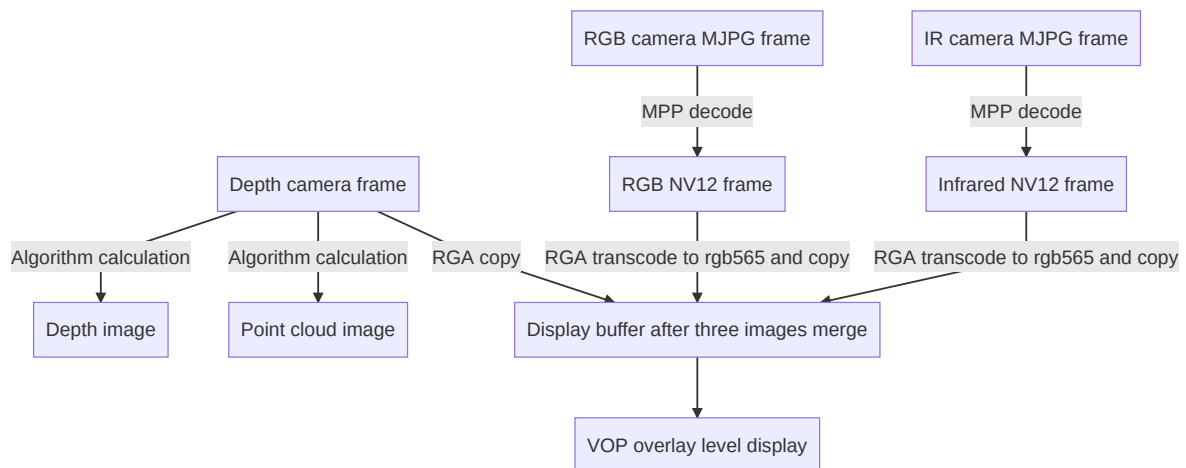 RGB camera MJPG frame
IR camera MJPG frame
MPP decode
MPP decode
Depth camera frame
RGB NV12 frame
Infrared NV12 frame
Algorithm calculation
Algorithm calculation
RGA copy
RGA transcode to rgb565 and copy
RGA transcode to rgb565 and copy
Depth image
Point cloud image
Display buffer after three images merge
VOP overlay level display